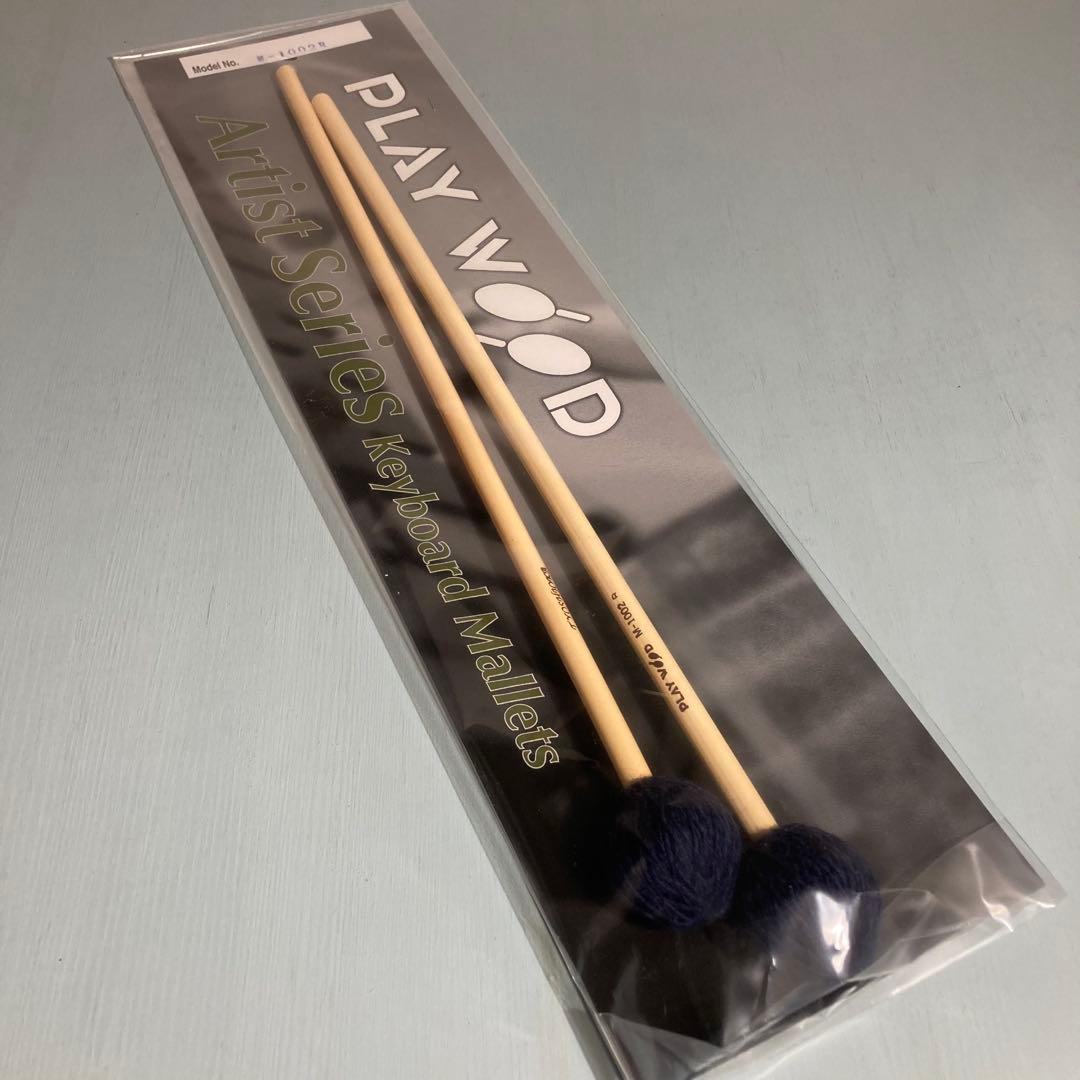 Model No. M-1002R
PLAY WOOD
Artist Series Keyboard Mallets
PLAY WOOD M-1002 R